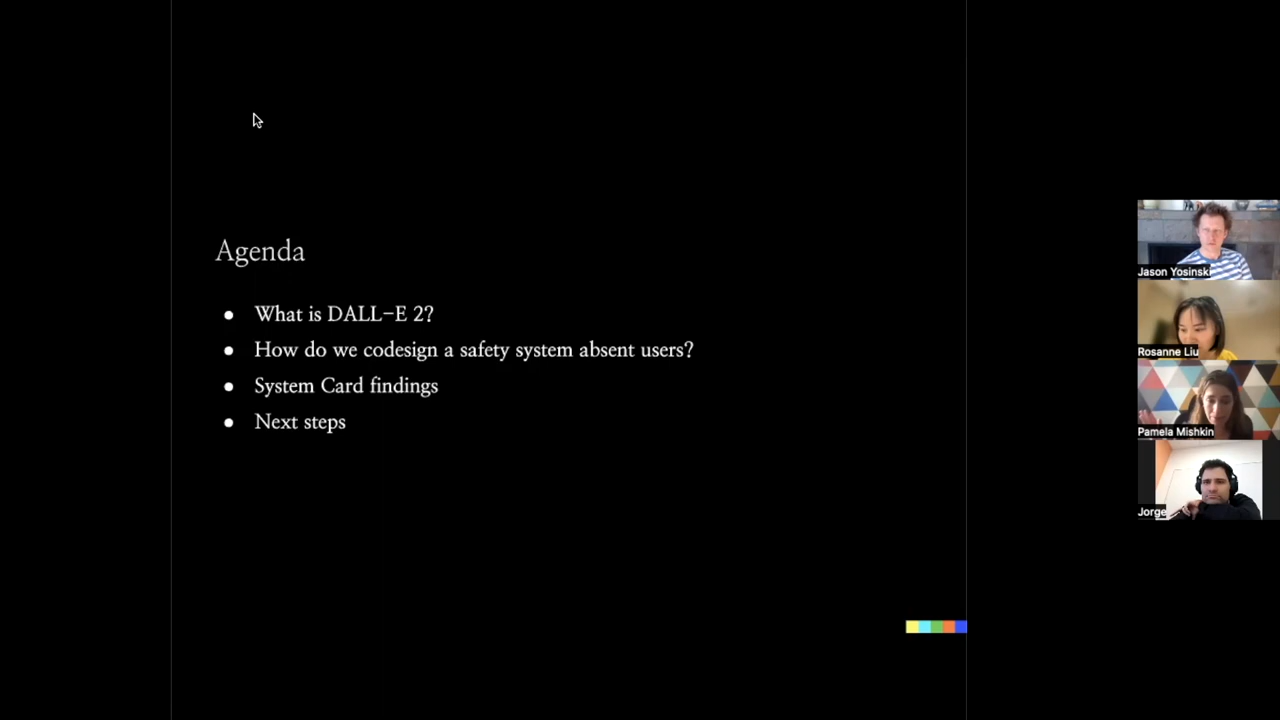 Agenda
• What is DALL-E 2?
• How do we codesign a safety system absent users?
• System Card findings
• Next steps
Jason Yosinski
Rosanne Liu
Pamela Mishkin
Jorge